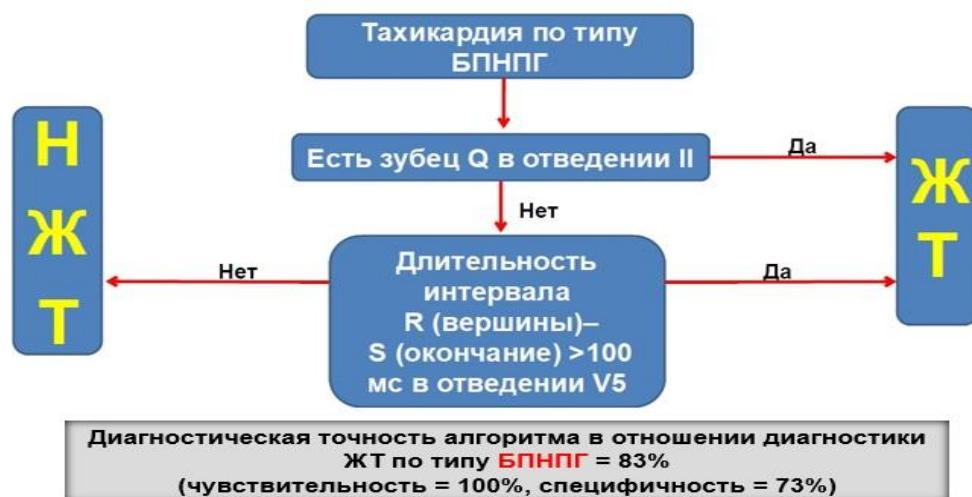 Тахикардия по типу
БПНПГ
Н
Ж
Т
Есть зубец Q в отведении II
Да
Ж
Т
Нет
Длительность
интервала
R (вершины)–
S (окончание) >100
мс в отведении V5
Нет
Да
Диагностическая точность алгоритма в отношении диагностики
ЖТ по типу БПНПГ = 83%
(чувствительность = 100%, специфичность = 73%)